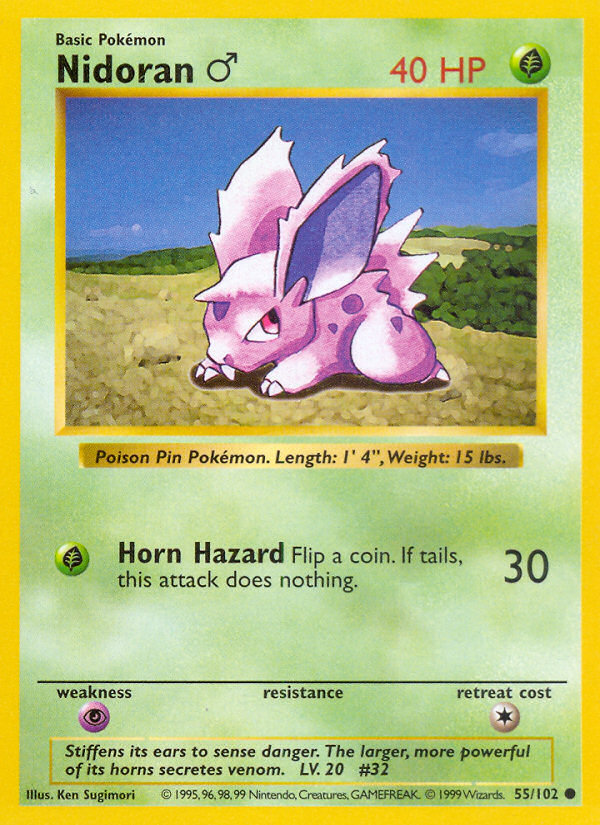 Basic Pokémon
Nidoran ♂ 40 HP
Poison Pin Pokémon. Length: 1' 4", Weight: 15 lbs.
Horn Hazard Flip a coin. If tails,
this attack does nothing.
30
weakness resistance retreat cost
Stiffens its ears to sense danger. The larger, more powerful
of its horns secretes venom. LV. 20 #32
Illus. Ken Sugimori © 1995, 96, 98, 99 Nintendo, Creatures, GAMEFREAK. © 1999 Wizards. 55/102 ●